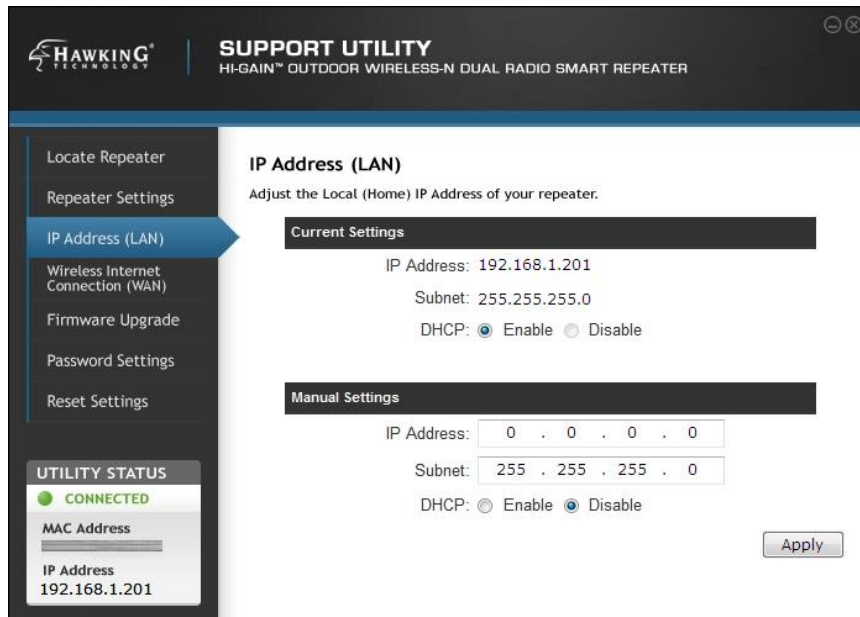 HAWKING®
TECHNOLOGY
SUPPORT UTILITY
HI-GAIN™ OUTDOOR WIRELESS-N DUAL RADIO SMART REPEATER
Locate Repeater
Repeater Settings
IP Address (LAN)
Wireless Internet
Connection (WAN)
Firmware Upgrade
Password Settings
Reset Settings
UTILITY STATUS
CONNECTED
MAC Address
IP Address
192.168.1.201
IP Address (LAN)
Adjust the Local (Home) IP Address of your repeater.
Current Settings
IP Address: 192.168.1.201
Subnet: 255.255.255.0
DHCP: Enable Disable
Manual Settings
IP Address: 0 . 0 . 0 . 0
Subnet: 255 . 255 . 255 . 0
DHCP: Enable Disable
Apply